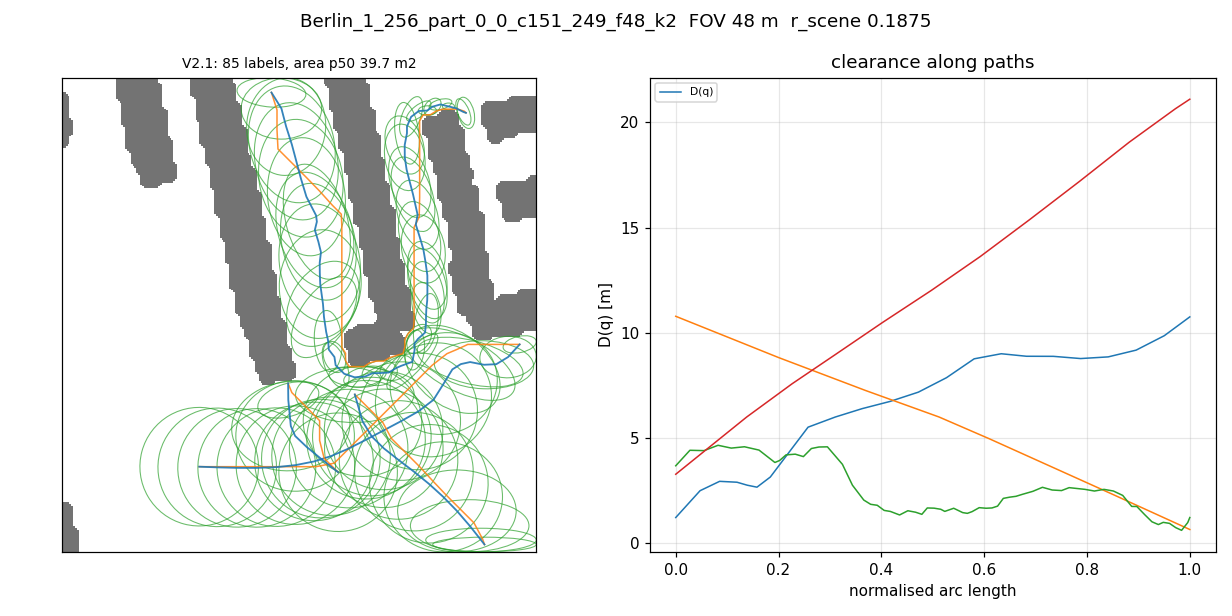 Berlin_1_256_part_0_0_c151_249_f48_k2  FOV 48 m  r_scene 0.1875
V2.1: 85 labels, area p50 39.7 m2
clearance along paths
D(q)
D(q) [m]
20
15
10
5
0
0.0 0.2 0.4 0.6 0.8 1.0
normalised arc length